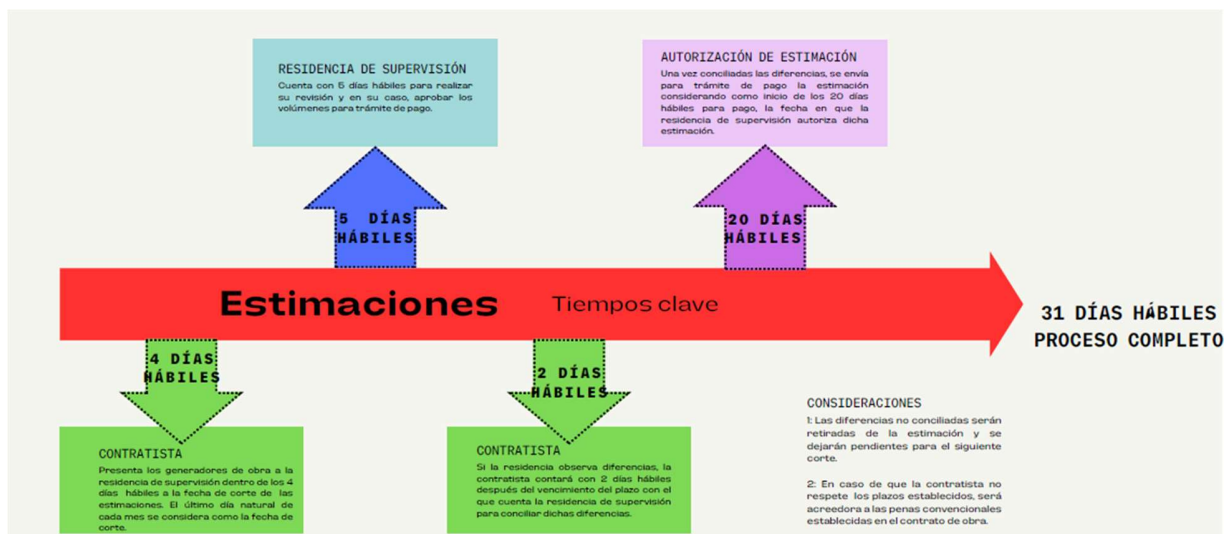 RESIDENCIA DE SUPERVISIÓN
Cuenta con 5 días hábiles para realizar
su revisión y en su caso, aprobar los
volúmenes para trámite de pago.
AUTORIZACIÓN DE ESTIMACIÓN
Una vez conciliadas las diferencias, se envía
para trámite de pago la estimación
considerando como inicio de los 20 días
hábiles para pago, la fecha en que la
residencia de supervisión autoriza dicha
estimación.
5 DÍAS
HÁBILES
20 DÍAS
HÁBILES
Estimaciones Tiempos clave
31 DÍAS HÁBILES
PROCESO COMPLETO
4 DÍAS
HÁBILES
2 DÍAS
HÁBILES
CONTRATISTA
Presenta los generadores de obra a la
residencia de supervisión dentro de los 4
días hábiles a la fecha de corte de las
estimaciones. El último día natural de
cada mes se considera como la fecha de
corte.
CONTRATISTA
Si la residencia observa diferencias, la
contratista contará con 2 días hábiles
después del vencimiento del plazo con el
que cuenta la residencia de supervisión
para conciliar dichas diferencias.
CONSIDERACIONES
1: Las diferencias no conciliadas serán
retiradas de la estimación y se
dejarán pendientes para el siguiente
corte.
2: En caso de que la contratista no
respete los plazos establecidos, será
acreedora a las penas convencionales
establecidas en el contrato de obra.